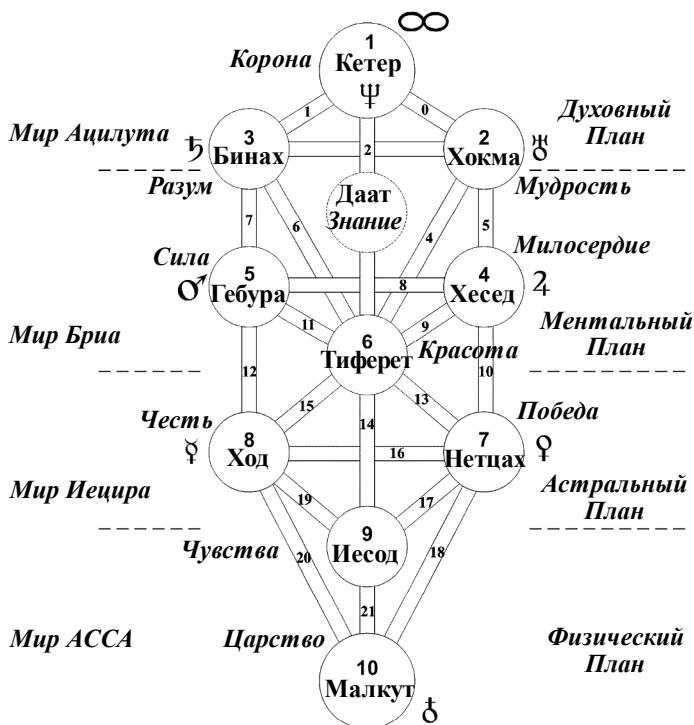 ∞
1
Корона
Кетер
♆
1
0
Мир Ацилута
Духовный
План
3
♄
Бинах
2
2
Хокма
♅
Разум
Мудрость
Даат
Знание
7
6
4
5
Сила
Милосердие
5
♂
Гебура
8
4
Хесед
♃
11
9
Мир Бриа
6
Тиферет
Красота
Ментальный
План
12
10
15
13
14
Честь
Победа
8
☿
Ход
16
7
Нетцах
♀
Мир Иецира
Астральный
План
19
17
Чувства
9
Иесод
20
18
21
Мир АССА
Царство
Физический
План
10
Малкут
♁